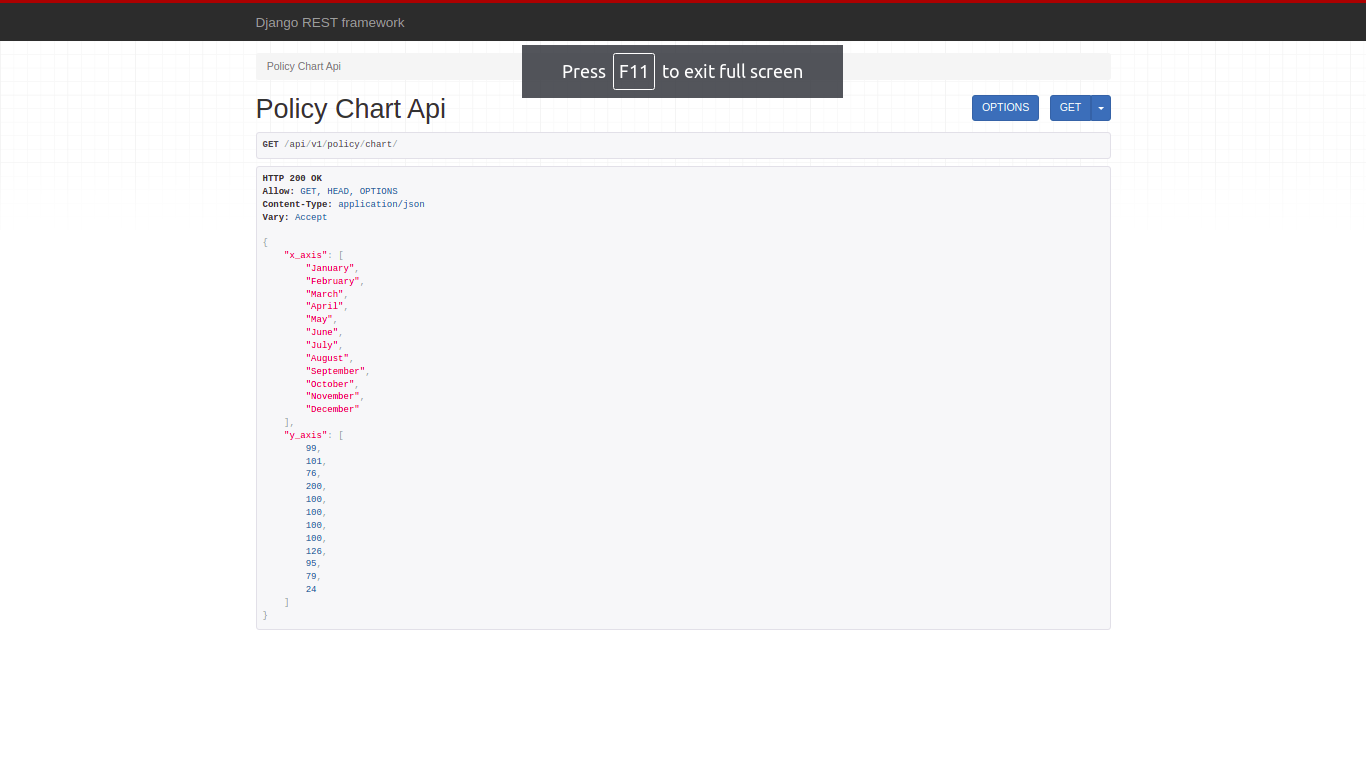 Django REST framework
Policy Chart Api
Press F11 to exit full screen
Policy Chart Api
OPTIONS
GET
GET /api/v1/policy/chart/
HTTP 200 OK
Allow: GET, HEAD, OPTIONS
Content-Type: application/json
Vary: Accept
{
    "x_axis": [
        "January",
        "February",
        "March",
        "April",
        "May",
        "June",
        "July",
        "August",
        "September",
        "October",
        "November",
        "December"
    ],
    "y_axis": [
        99,
        101,
        76,
        200,
        100,
        100,
        100,
        100,
        126,
        95,
        79,
        24
    ]
}